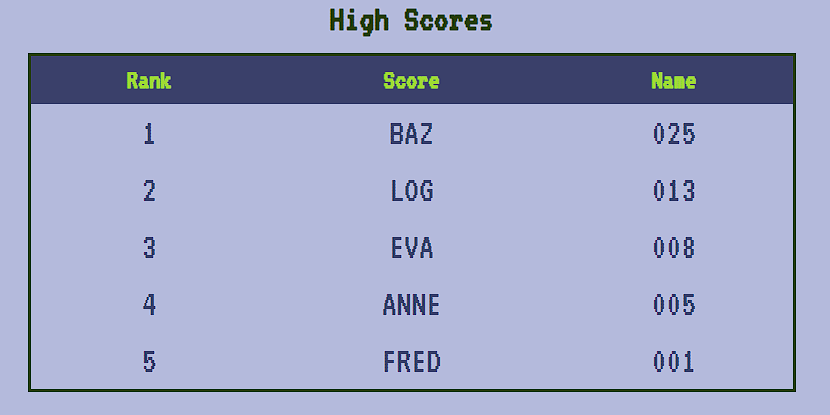 High Scores
Rank Score Name
1 BAZ 025
2 LOG 013
3 EVA 008
4 ANNE 005
5 FRED 001